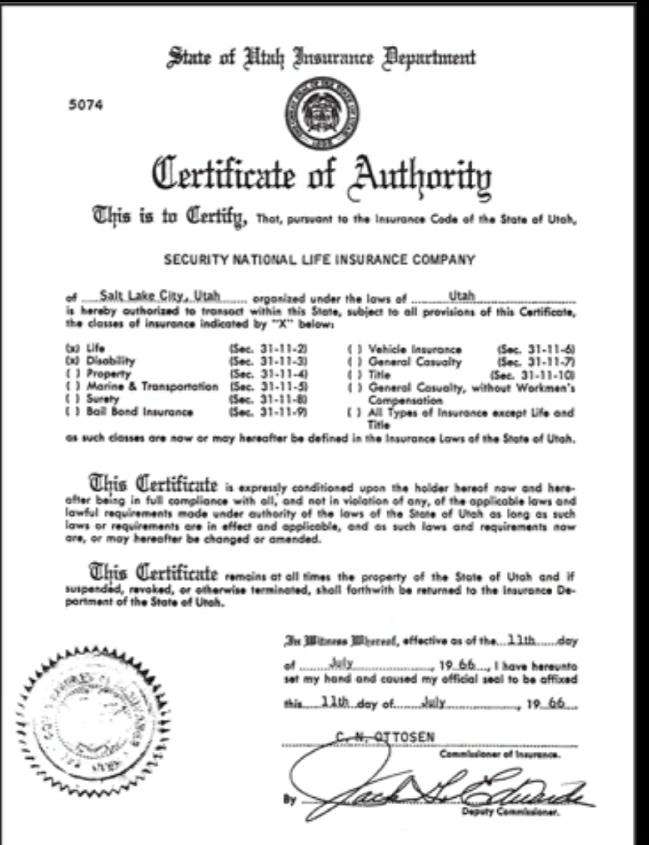 State of Utah Insurance Department
5074
Certificate of Authority
This is to Certify, That, pursuant to the Insurance Code of the State of Utah,
SECURITY NATIONAL LIFE INSURANCE COMPANY
of Salt Lake City, Utah organized under the laws of Utah
is hereby authorized to transact within this State, subject to all provisions of this Certificate,
the classes of insurance indicated by "X" below:
(x) Life (Sec. 31-11-2) ( ) Vehicle Insurance (Sec. 31-11-6)
(x) Disability (Sec. 31-11-3) ( ) General Casualty (Sec. 31-11-7)
( ) Property (Sec. 31-11-4) ( ) Title (Sec. 31-11-10)
( ) Marine & Transportation (Sec. 31-11-5) ( ) General Casualty, without Workmen's
( ) Surety (Sec. 31-11-8) Compensation
( ) Bail Bond Insurance (Sec. 31-11-9) ( ) All Types of Insurance except Life and
Title
as such classes are now or may hereafter be defined in the Insurance Laws of the State of Utah.
This Certificate is expressly conditioned upon the holder hereof now and here-
after being in full compliance with all, and not in violation of any, of the applicable laws and
lawful requirements made under authority of the laws of the State of Utah as long as such
laws or requirements are in effect and applicable, and as such laws and requirements now
are, or may hereafter be changed or amended.
This Certificate remains at all times the property of the State of Utah and if
suspended, revoked, or otherwise terminated, shall forthwith be returned to the Insurance De-
partment of the State of Utah.
In Witness Whereof, effective as of the 11th day
of July, 19 66, I have hereunto
set my hand and caused my official seal to be affixed
this 11th day of July, 19 66
C. N. OTTOSEN
Commissioner of Insurance.
By Jack L. Edwards
Deputy Commissioner.